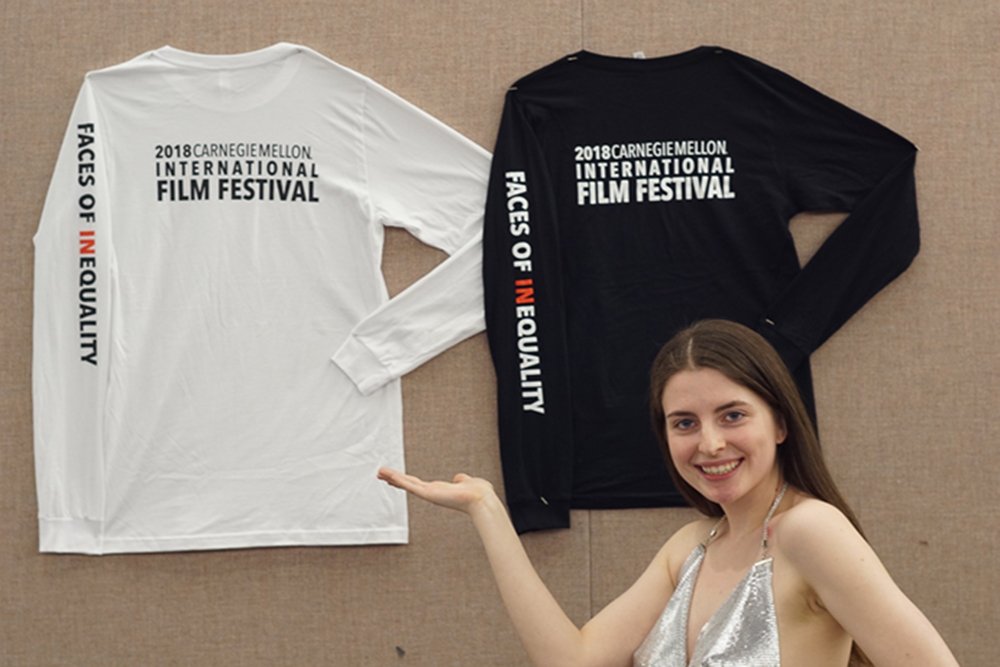 FACES OF INEQUALITY
2018 CARNEGIE MELLON
INTERNATIONAL
FILM FESTIVAL
FACES OF INEQUALITY
2018 CARNEGIE MELLON
INTERNATIONAL
FILM FESTIVAL